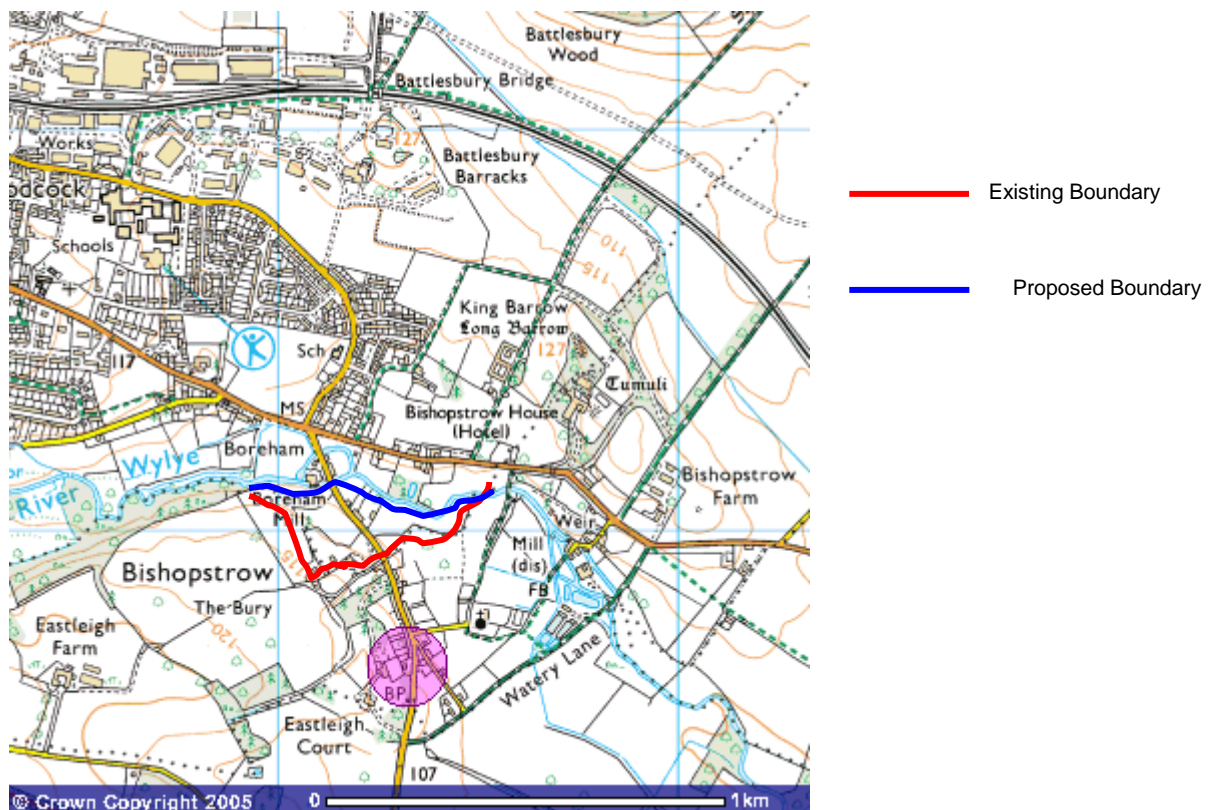 Battlesbury
Wood
Battlesbury Bridge
Works
127
Battlesbury
Barracks
odcock
Schools
110
115
King Barrow
Long Barrow
127
Sch
117
Tumuli
MS
Bishopstrow House
(Hotel)
Boreham
River Wylye
Bishopstrow
Farm
Boreham
Mill
Weir
Mill
(dis)
115
Bishopstrow
FB
The Bury
120
Eastleigh
Farm
Watery Lane
BP
Eastleigh
Court
107
© Crown Copyright 2005
0
1km
Existing Boundary
Proposed Boundary